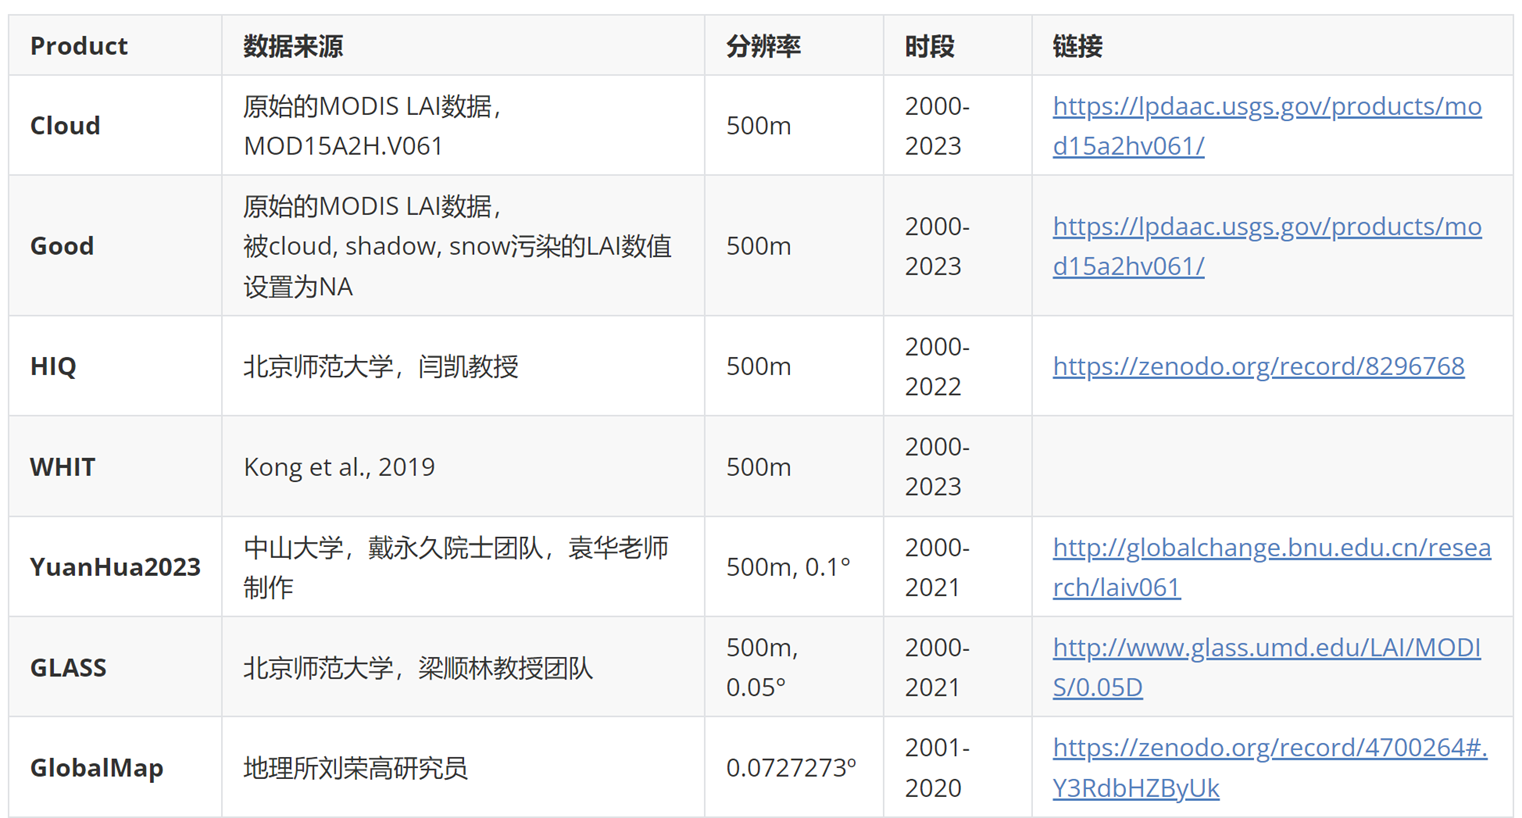 Product 数据来源 分辨率 时段 链接
Cloud
原始的MODIS LAI数据，
MOD15A2H.V061
500m
2000-
2023
https://lpdaac.usgs.gov/products/mo
d15a2hv061/
Good
原始的MODIS LAI数据，
被cloud, shadow, snow污染的LAI数值
设置为NA
500m
2000-
2023
https://lpdaac.usgs.gov/products/mo
d15a2hv061/
HIQ
北京师范大学，闫凯教授
500m
2000-
2022
https://zenodo.org/record/8296768
WHIT
Kong et al., 2019
500m
2000-
2023
YuanHua2023
中山大学，戴永久院士团队，袁华老师
制作
500m, 0.1°
2000-
2021
http://globalchange.bnu.edu.cn/resea
rch/laiv061
GLASS
北京师范大学，梁顺林教授团队
500m,
0.05°
2000-
2021
http://www.glass.umd.edu/LAI/MODI
S/0.05D
GlobalMap
地理所刘荣高研究员
0.0727273º
2001-
2020
https://zenodo.org/record/4700264#.
Y3RdbHZByUk